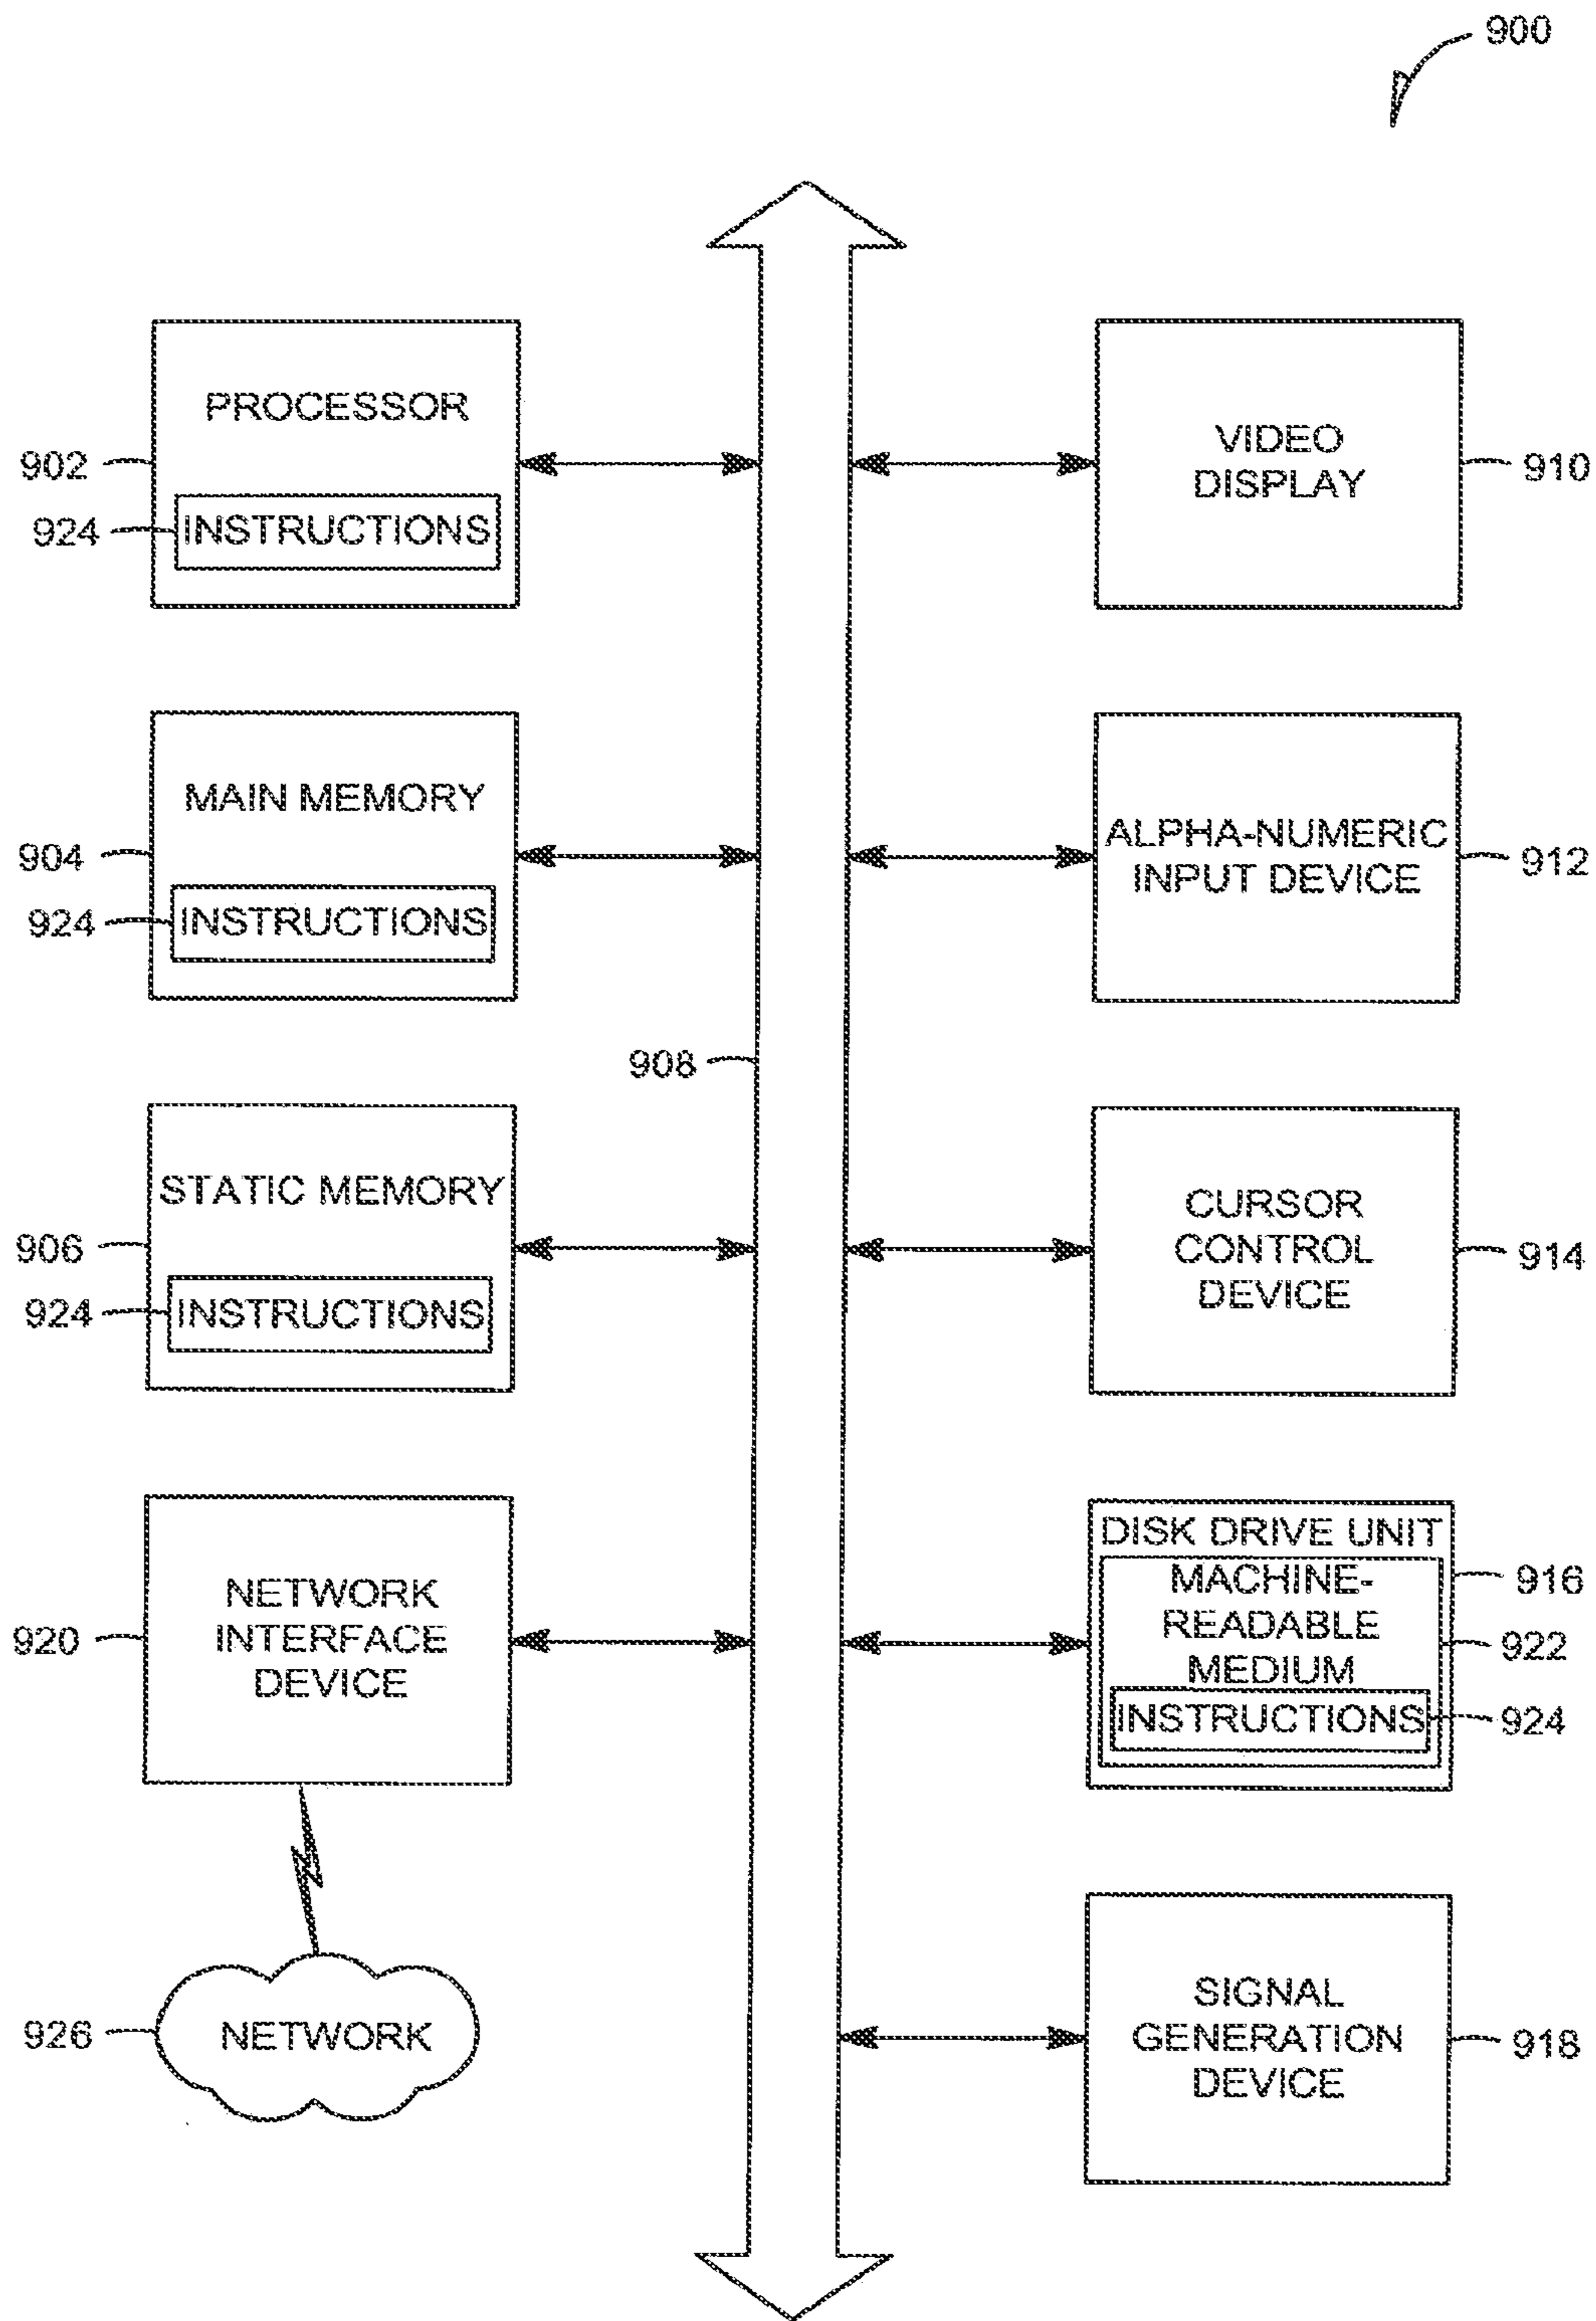 900
PROCESSOR
902
924
INSTRUCTIONS
VIDEO
DISPLAY
910
MAIN MEMORY
904
924
INSTRUCTIONS
ALPHA-NUMERIC
INPUT DEVICE
912
908
STATIC MEMORY
906
924
INSTRUCTIONS
CURSOR
CONTROL
DEVICE
914
NETWORK
INTERFACE
DEVICE
920
DISK DRIVE UNIT
MACHINE-
READABLE
MEDIUM
INSTRUCTIONS
916
922
924
926
NETWORK
SIGNAL
GENERATION
DEVICE
918